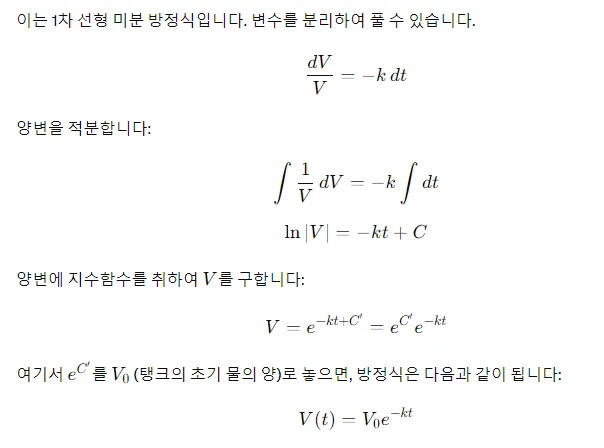 이는 1차 선형 미분 방정식입니다. 변수를 분리하여 풀 수 있습니다.
\frac{dV}{V} = -k\,dt
양변을 적분합니다:
\int \frac{1}{V}\,dV = -k \int dt
\ln|V| = -kt + C
양변에 지수함수를 취하여 V를 구합니다:
V = e^{-kt+C'} = e^{C'}e^{-kt}
여기서 e^{C'}를 V_0 (탱크의 초기 물의 양)로 놓으면, 방정식은 다음과 같이 됩니다:
V(t) = V_0e^{-kt}